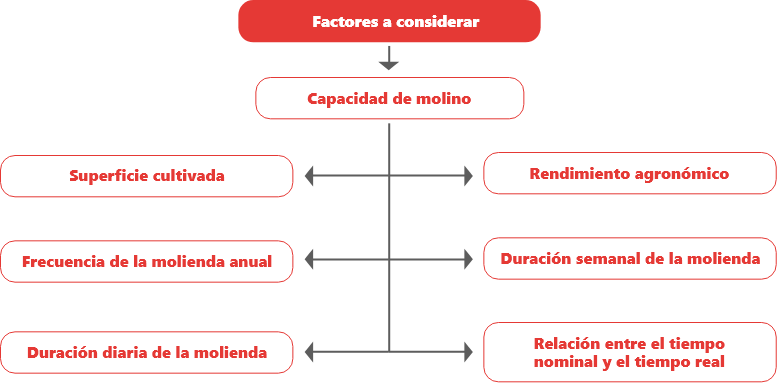 Factores a considerar
Capacidad de molino
Superficie cultivada
Rendimiento agronómico
Frecuencia de la molienda anual
Duración semanal de la molienda
Duración diaria de la molienda
Relación entre el tiempo
nominal y el tiempo real